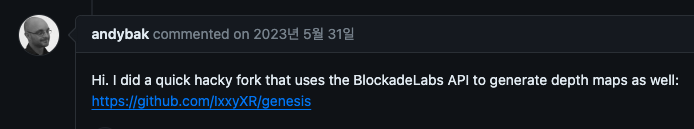 andybak commented on 2023년 5월 31일
Hi. I did a quick hacky fork that uses the BlockadeLabs API to generate depth maps as well:
https://github.com/IxxyXR/genesis